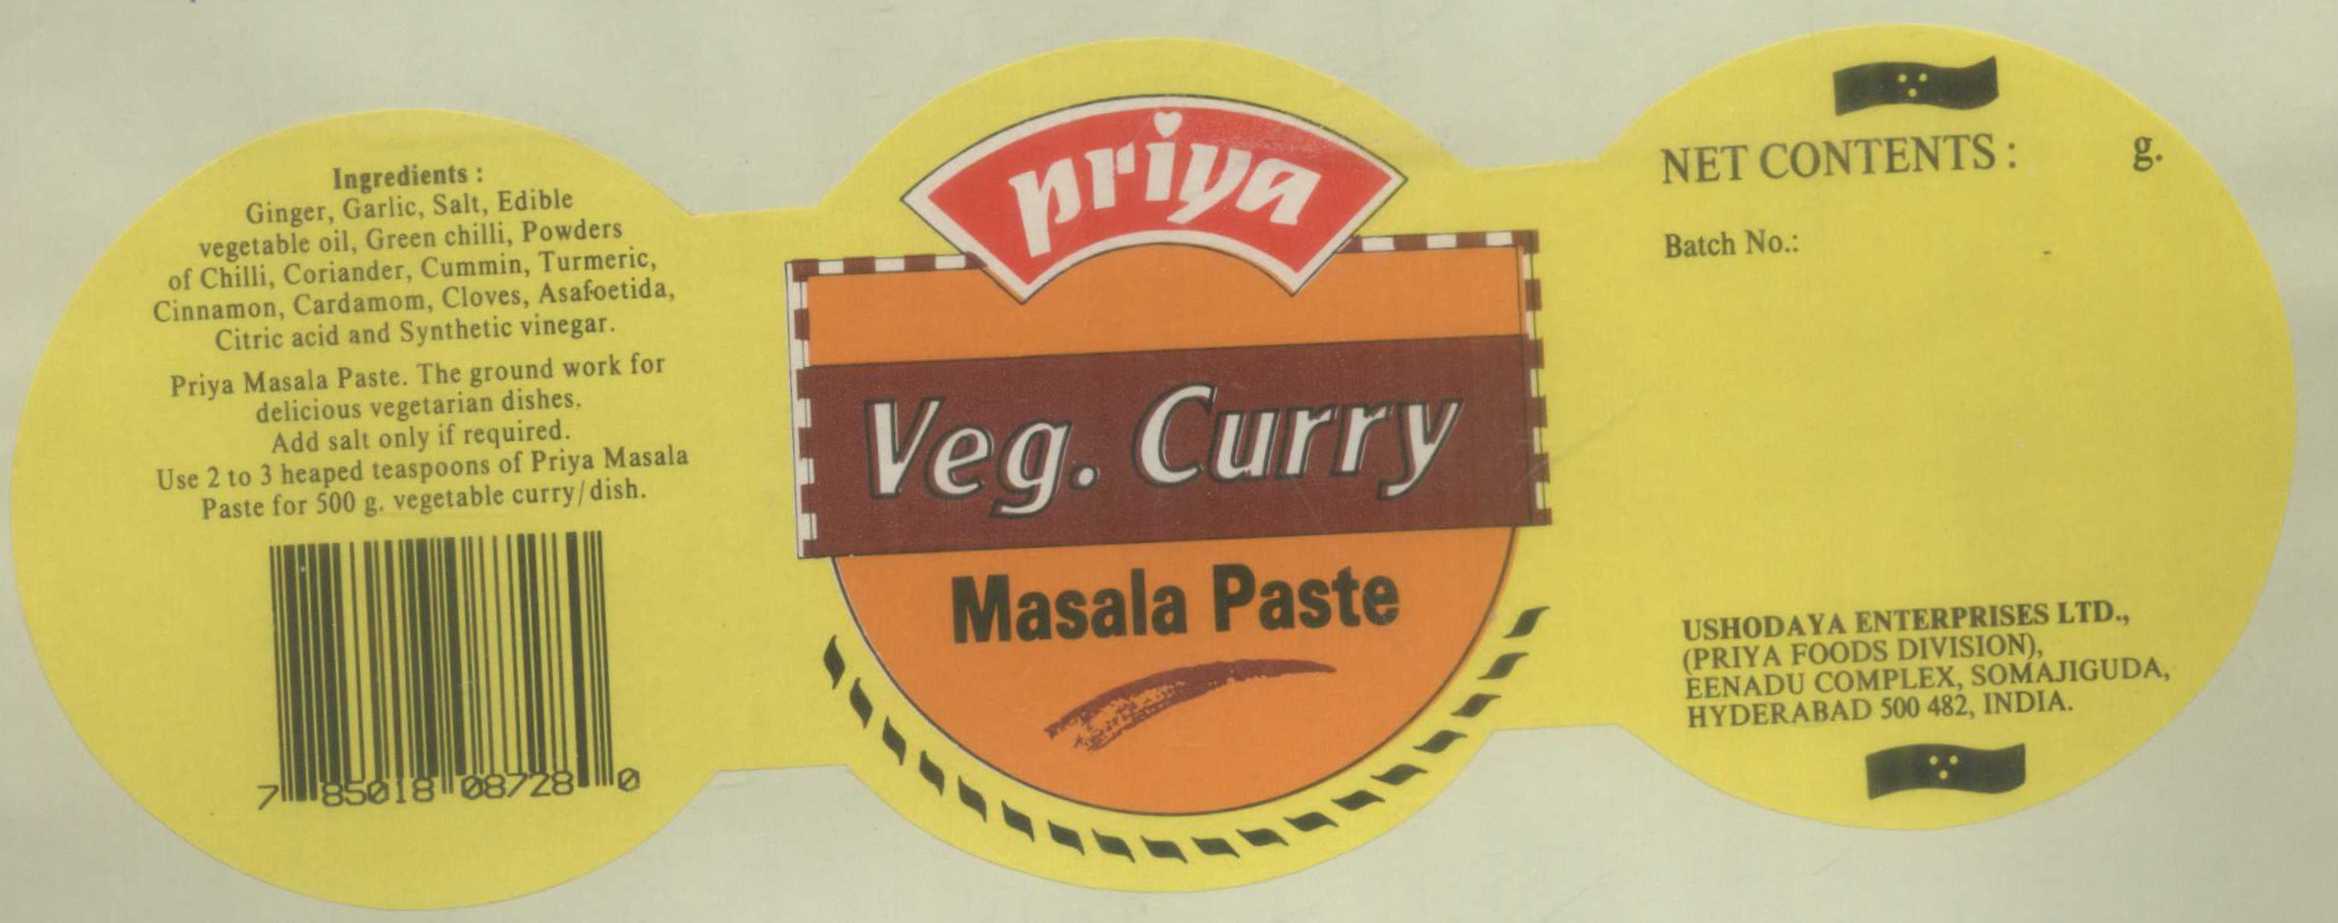 Ingredients :
Ginger, Garlic, Salt, Edible
vegetable oil, Green chilli, Powders
of Chilli, Coriander, Cummin, Turmeric,
Cinnamon, Cardamom, Cloves, Asafoetida,
Citric acid and Synthetic vinegar.
Priya Masala Paste. The ground work for
delicious vegetarian dishes.
Add salt only if required.
Use 2 to 3 heaped teaspoons of Priya Masala
Paste for 500 g. vegetable curry/dish.
7 85018 08728 0
priya
Veg. Curry
Masala Paste
NET CONTENTS : g.
Batch No.:
USHODAYA ENTERPRISES LTD.,
(PRIYA FOODS DIVISION),
EENADU COMPLEX, SOMAJIGUDA,
HYDERABAD 500 482, INDIA.